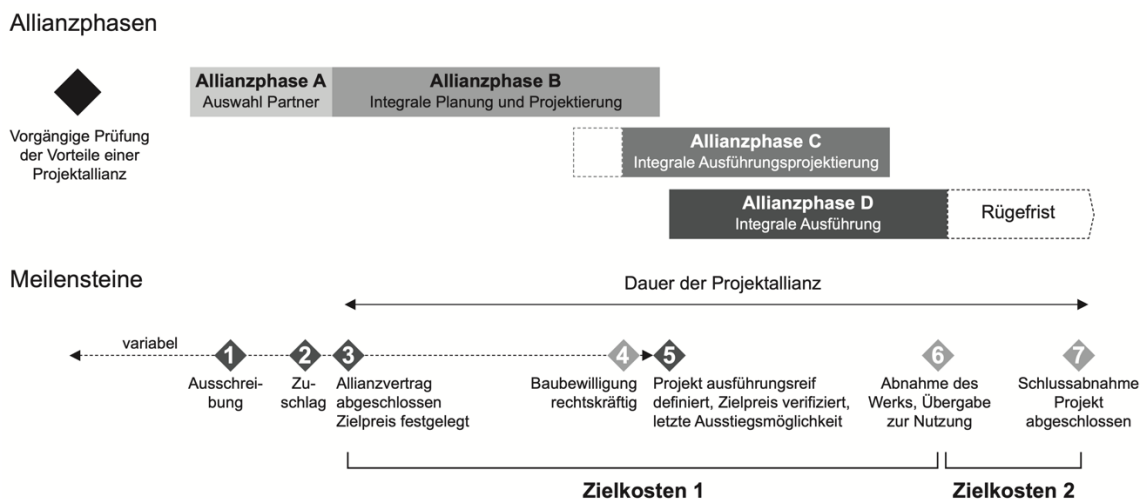 Allianzphasen
Vorgängige Prüfung
der Vorteile einer
Projektallianz
Allianzphase A
Auswahl Partner
Allianzphase B
Integrale Planung und Projektierung
Allianzphase C
Integrale Ausführungsprojektierung
Allianzphase D
Integrale Ausführung
Rügefrist
Meilensteine
Dauer der Projektallianz
variabel
1
Ausschrei-
bung
2
Zu-
schlag
3
Allianzvertrag
abgeschlossen
Zielpreis festgelegt
4
Baubewilligung
rechtskräftig
5
Projekt ausführungsreif
definiert, Zielpreis verifiziert,
letzte Ausstiegsmöglichkeit
6
Abnahme des
Werks, Übergabe
zur Nutzung
7
Schlussabnahme
Projekt
abgeschlossen
Zielkosten 1
Zielkosten 2